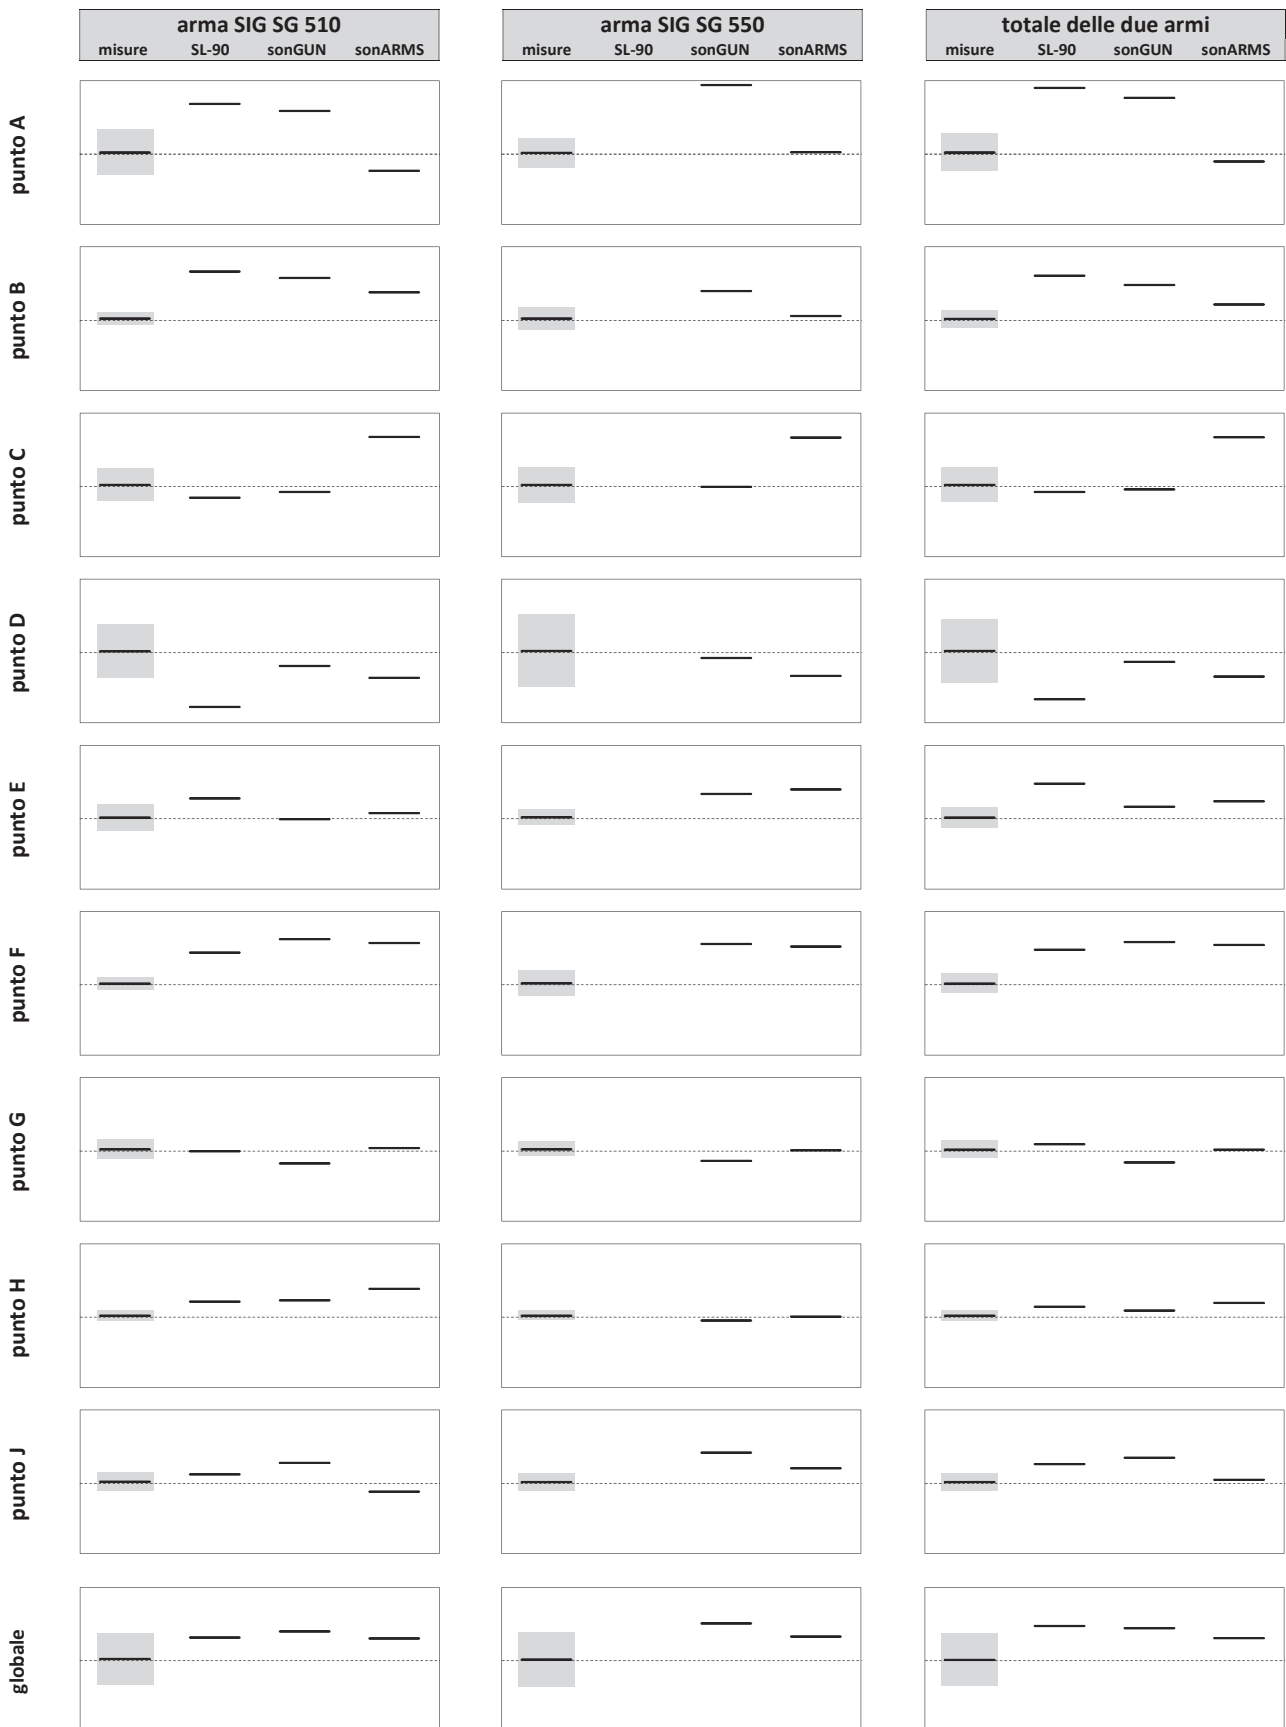 arma SIG SG 510
misure SL-90 sonGUN sonARMS
arma SIG SG 550
misure SL-90 sonGUN sonARMS
totale delle due armi
misure SL-90 sonGUN sonARMS
punto A
punto B
punto C
punto D
punto E
punto F
punto G
punto H
punto J
globale